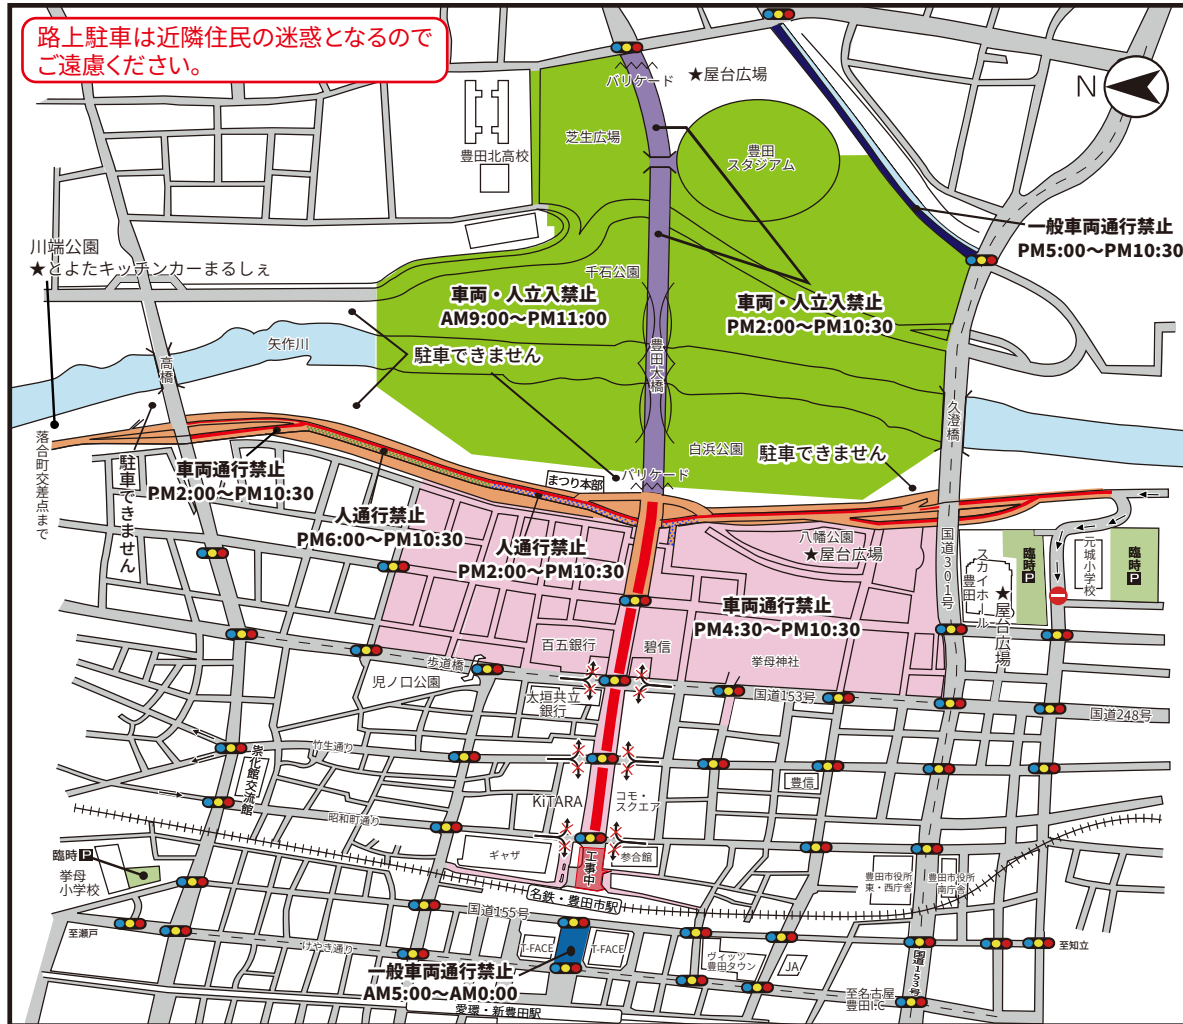 路上駐車は近隣住民の迷惑となるので
ご遠慮ください。
N
バリケード
★屋台広場
芝生広場
豊田
スタジアム
豊田北高校
一般車両通行禁止
PM5:00〜PM10:30
川端公園
★とよたキッチンカーまるしぇ
千石公園
車両・人立入禁止
AM9:00〜PM11:00
車両・人立入禁止
PM2:00〜PM10:30
駐車できません
矢作川
高橋
豊田大橋
久澄橋
落合町交差点まで
駐車できません
車両通行禁止
PM2:00〜PM10:30
白浜公園
駐車できません
バリケード
まつり本部
人通行禁止
PM6:00〜PM10:30
人通行禁止
PM2:00〜PM10:30
八幡公園
★屋台広場
国道301号
スカイホール
豊田
★屋台広場
臨時P
元城小学校
臨時P
車両通行禁止
PM4:30〜PM10:30
百五銀行
碧信
挙母神社
歩道橋
児ノ口公園
太垣共立
銀行
国道153号
国道248号
竹生通り
崇化館交流館
昭和町通り
KiTARA
コモ・
スクエア
豊信
ギャザ
工事中
参合館
臨時P
挙母
小学校
豊田市役所
東・西庁舎
豊田市役所
南庁舎
名鉄・豊田市駅
国道155号
至瀬戸
けやき通り
T-FACE
T-FACE
ヴィッツ
豊田タウン
JA
国道153号
至知立
一般車両通行禁止
AM5:00〜AM0:00
至名古屋
豊田I.C
愛環・新豊田駅